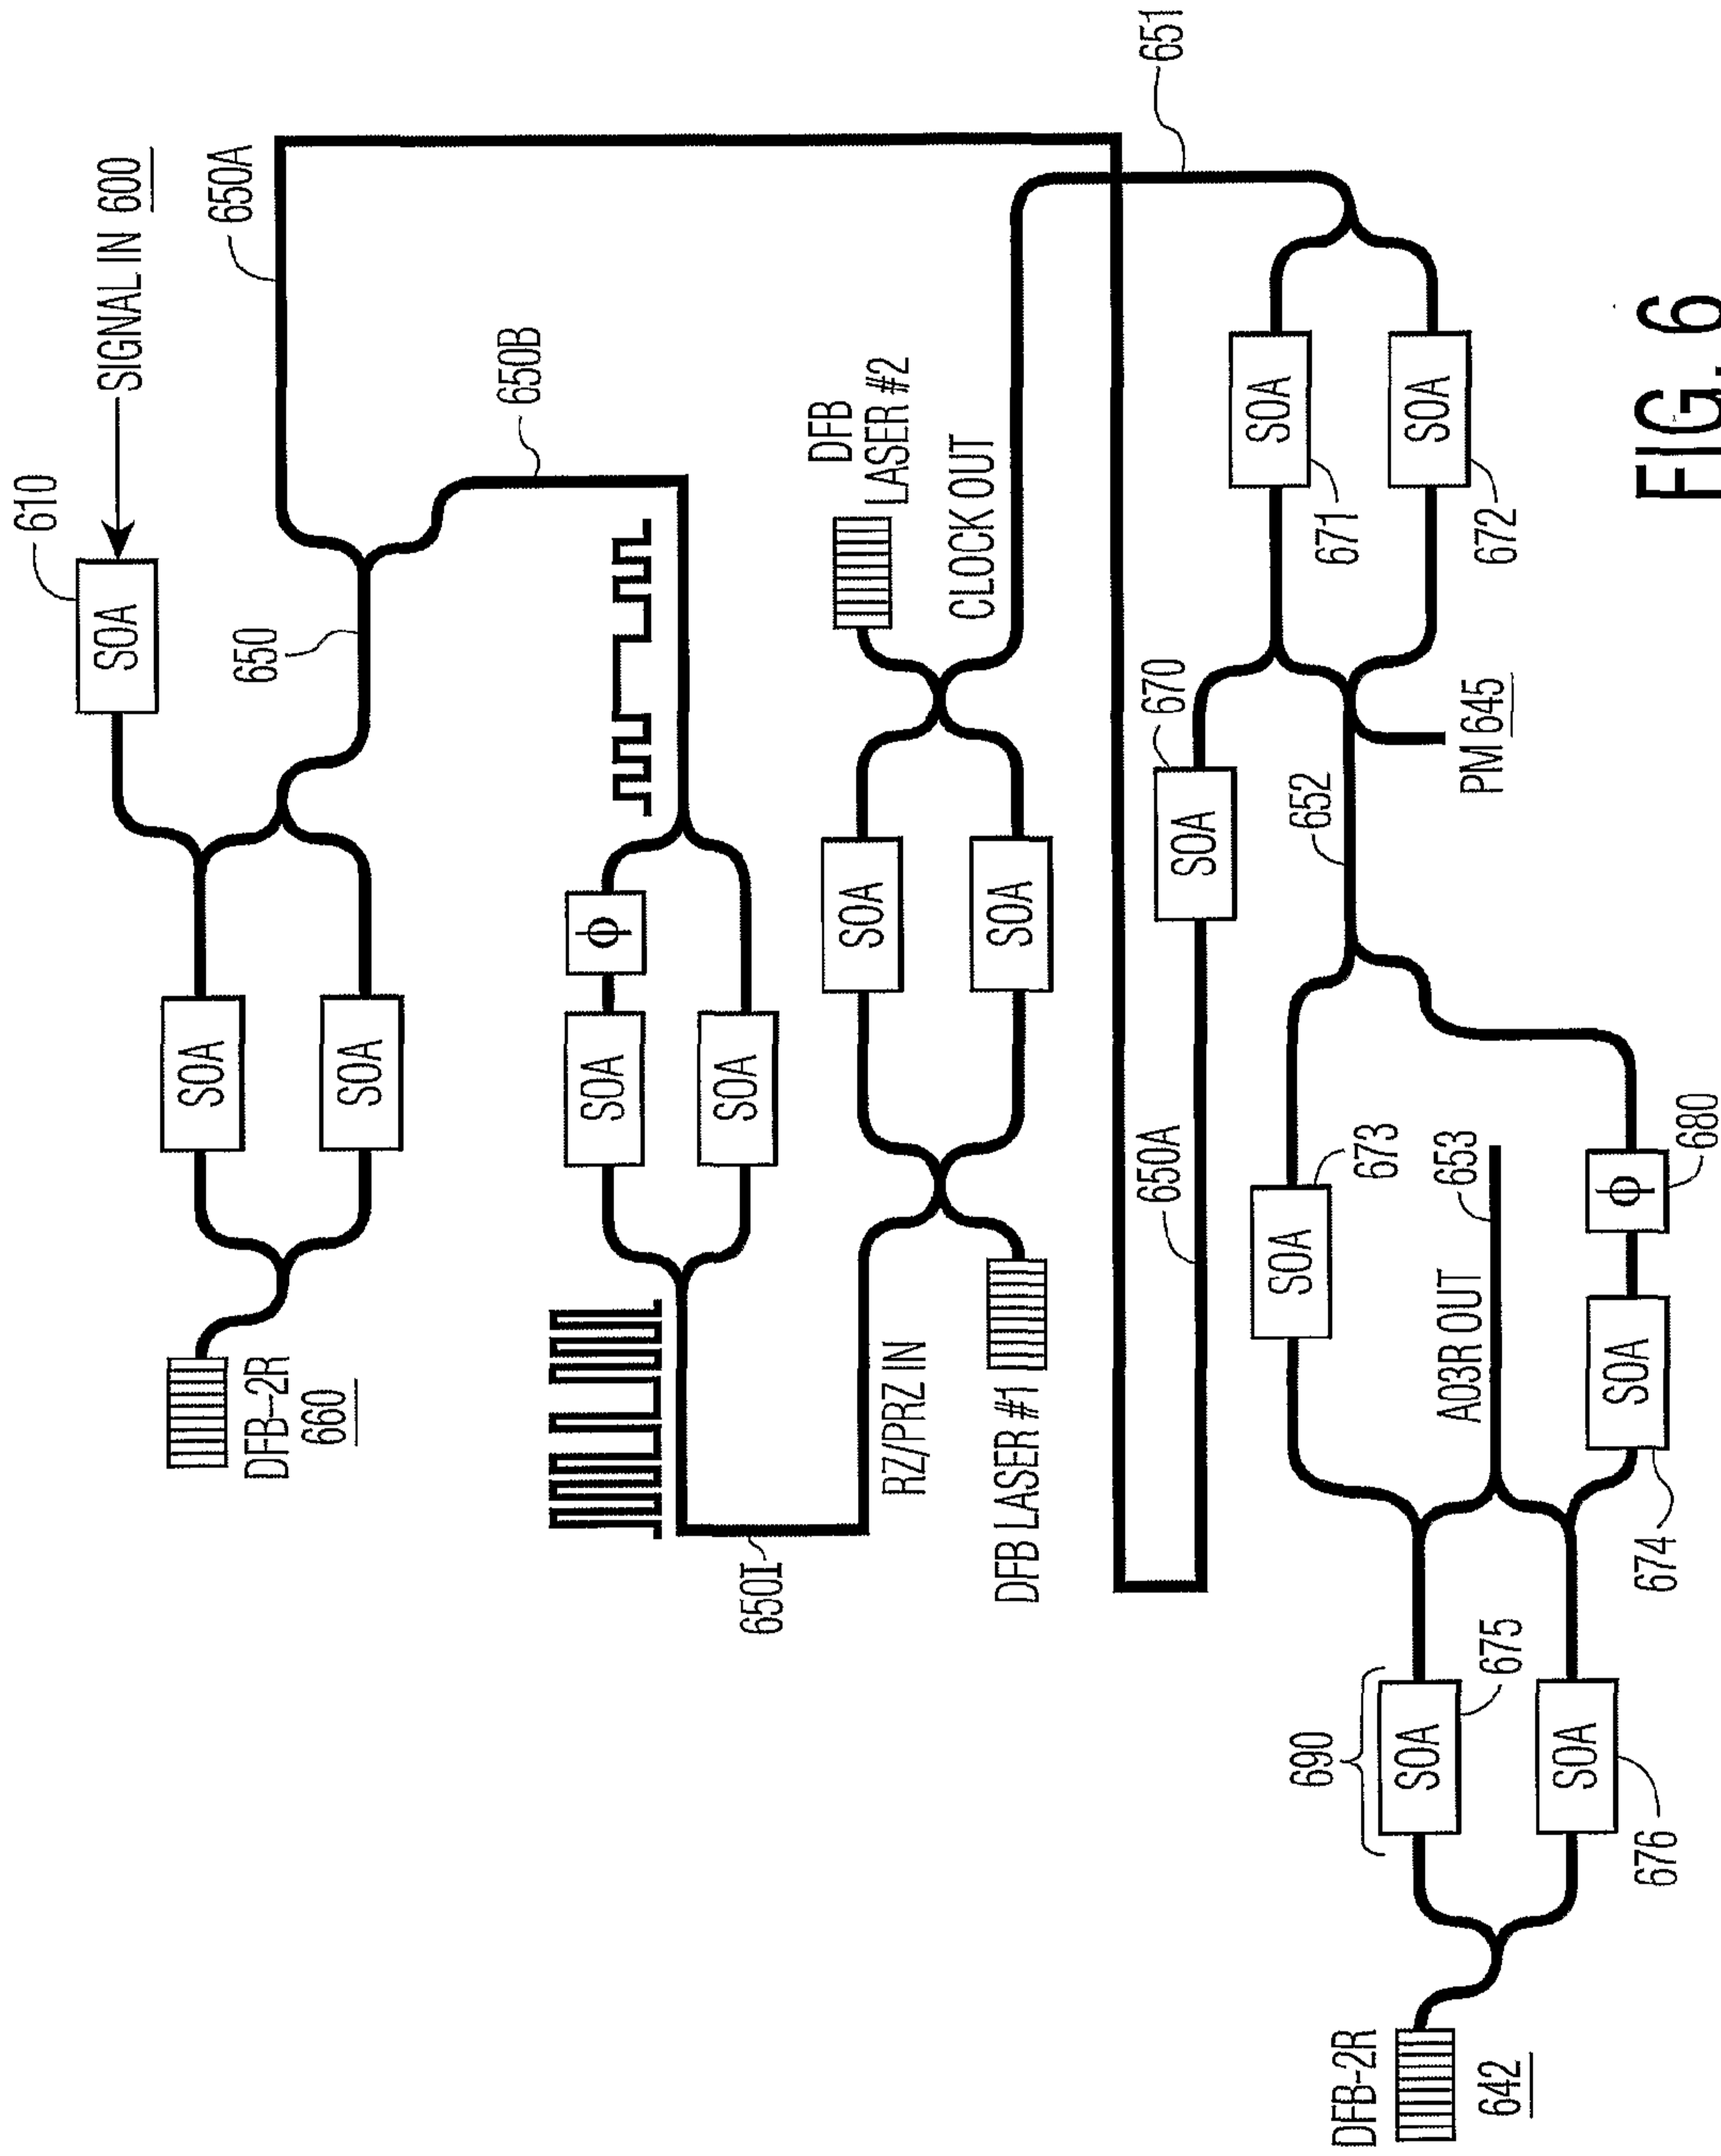 SIGNAL IN 600
610
SOA
650A
650
650B
SOA
SOA
DFB-2R
660
ϕ
SOA
SOA
650I
RZ/PRZ IN
DFB LASER #1
DFB
LASER #2
SOA
SOA
CLOCK OUT
651
650A
670
SOA
SOA
671
SOA
672
PM 645
652
SOA
673
AO3R OUT
653
ϕ
680
SOA
674
690
SOA
675
SOA
676
DFB-2R
642
FIG. 6